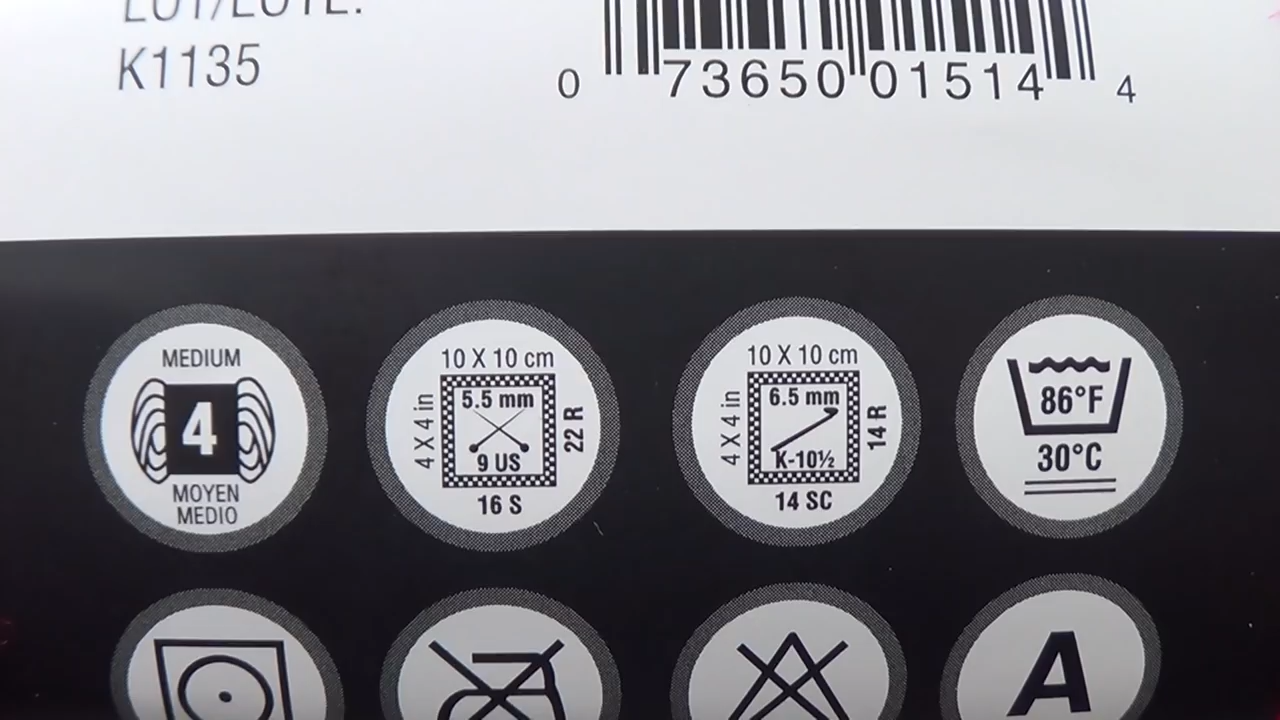 LOT/LOTE:
K1135
0 73650 01514 4
MEDIUM
4
MOYEN
MEDIO
10 X 10 cm
4 X 4 in
5.5 mm
9 US
22 R
16 S
10 X 10 cm
4 X 4 in
6.5 mm
K-10½
14 R
14 SC
86°F
30°C
A